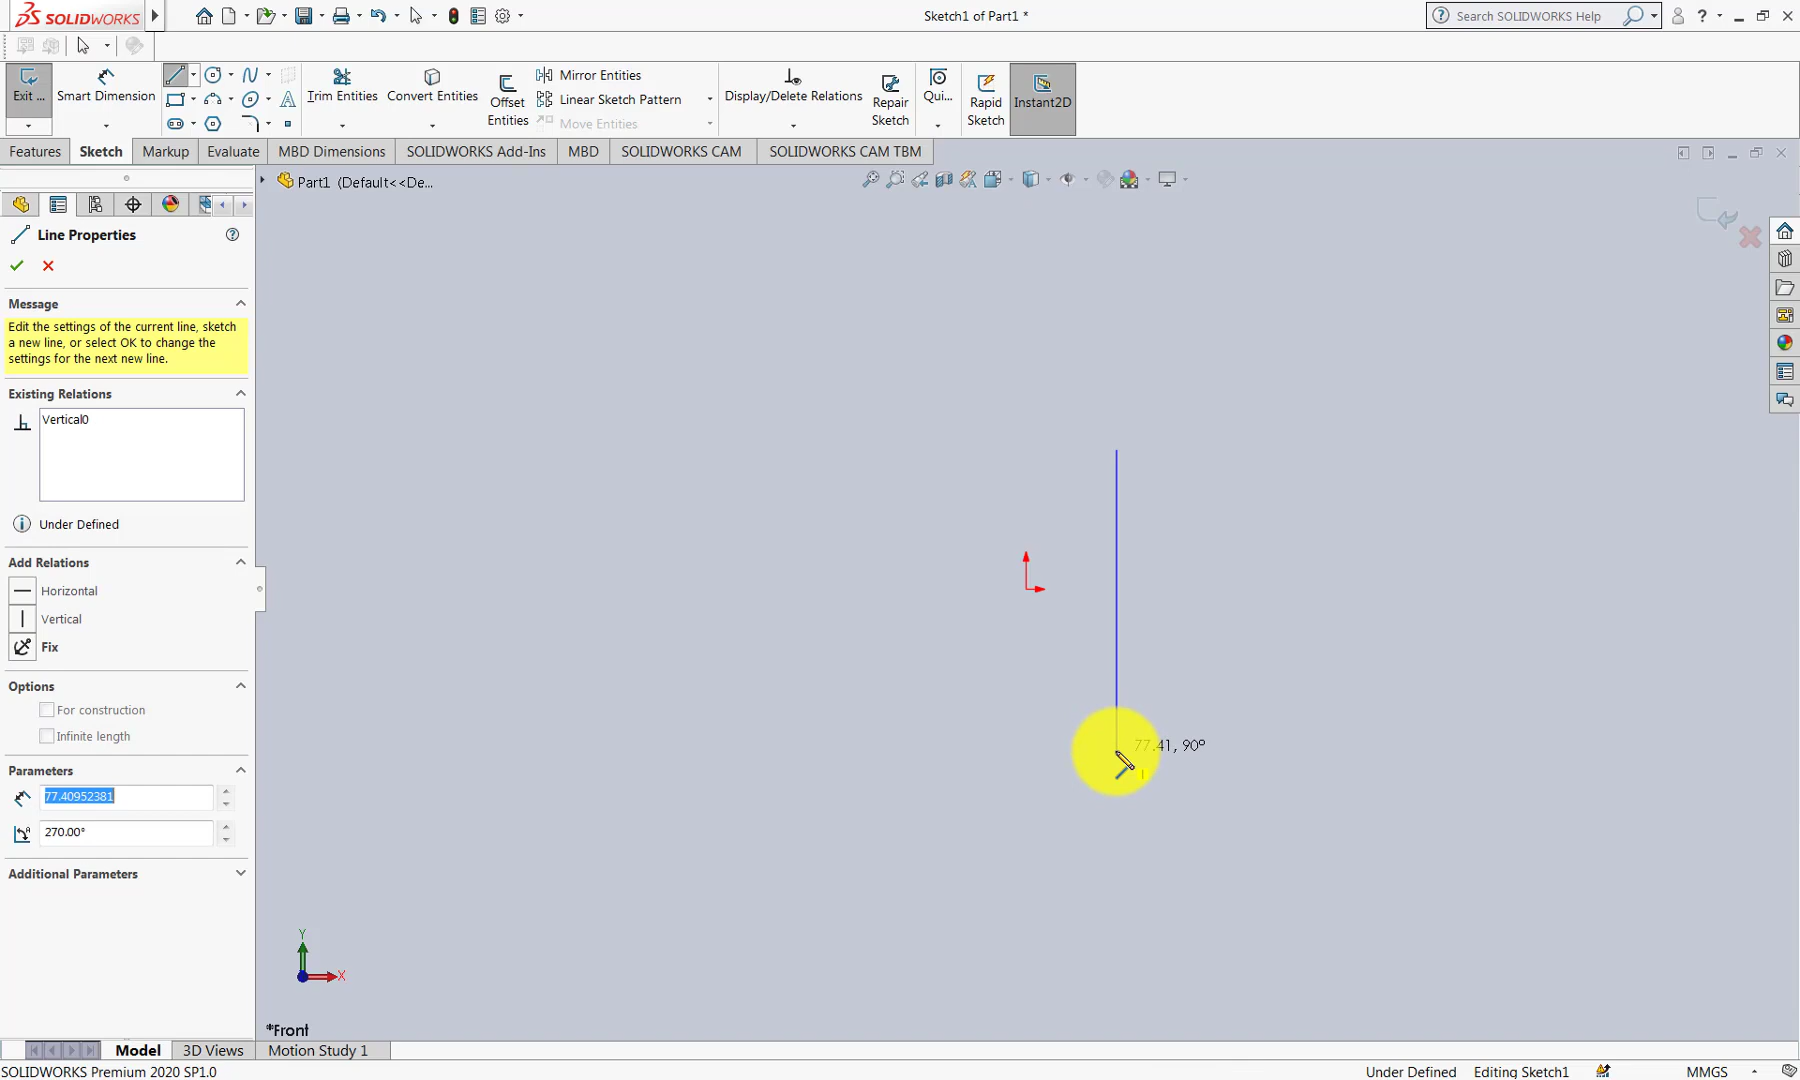 SOLIDWORKS
Sketch1 of Part1 *
Search SOLIDWORKS Help
Exit ...
Smart Dimension
Trim Entities
Convert Entities
Offset
Entities
Mirror Entities
Linear Sketch Pattern
Move Entities
Display/Delete Relations
Repair
Sketch
Qui...
Rapid
Sketch
Instant2D
Features
Sketch
Markup
Evaluate
MBD Dimensions
SOLIDWORKS Add-Ins
MBD
SOLIDWORKS CAM
SOLIDWORKS CAM TBM
Part1 (Default<<De...
Line Properties
Message
Edit the settings of the current line, sketch
a new line, or select OK to change the
settings for the next new line.
Existing Relations
Vertical0
Under Defined
Add Relations
Horizontal
Vertical
Fix
Options
For construction
Infinite length
Parameters
77.40952381
270.00°
Additional Parameters
77.41, 90°
Y
X
*Front
Model
3D Views
Motion Study 1
SOLIDWORKS Premium 2020 SP1.0
Under Defined
Editing Sketch1
MMGS